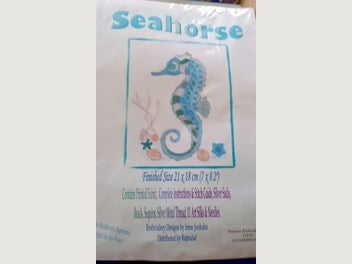 Seahorse
Finished Size 21 x 18 cm (7 x 8.2")
Contains Printed Fabric, Complete Instructions & Stitch Guide, Silver Sadis,
Beads, Sequins, Silver Metal Thread, 11 Art Silks & Needles
Embroidery Designs by Irene Junkuhn
Distributed by Rajmahal